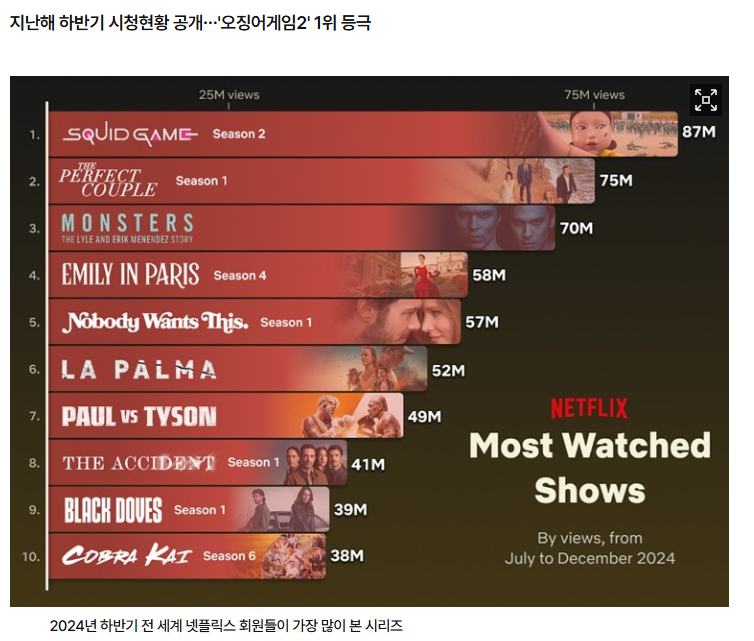 지난해 하반기 시청현황 공개…'오징어게임2' 1위 등극
25M views 75M views
1. SQUID GAME Season 2 87M
2. THE PERFECT COUPLE Season 1 75M
3. MONSTERS THE LYLE AND ERIK MENENDEZ STORY 70M
4. EMILY IN PARIS Season 4 58M
5. Nobody Wants This. Season 1 57M
6. LA PALMA 52M
7. PAUL VS TYSON 49M
8. THE ACCIDENT Season 1 41M
9. BLACK DOVES Season 1 39M
10. COBRA KAI Season 6 38M
NETFLIX
Most Watched
Shows
By views, from
July to December 2024
2024년 하반기 전 세계 넷플릭스 회원들이 가장 많이 본 시리즈